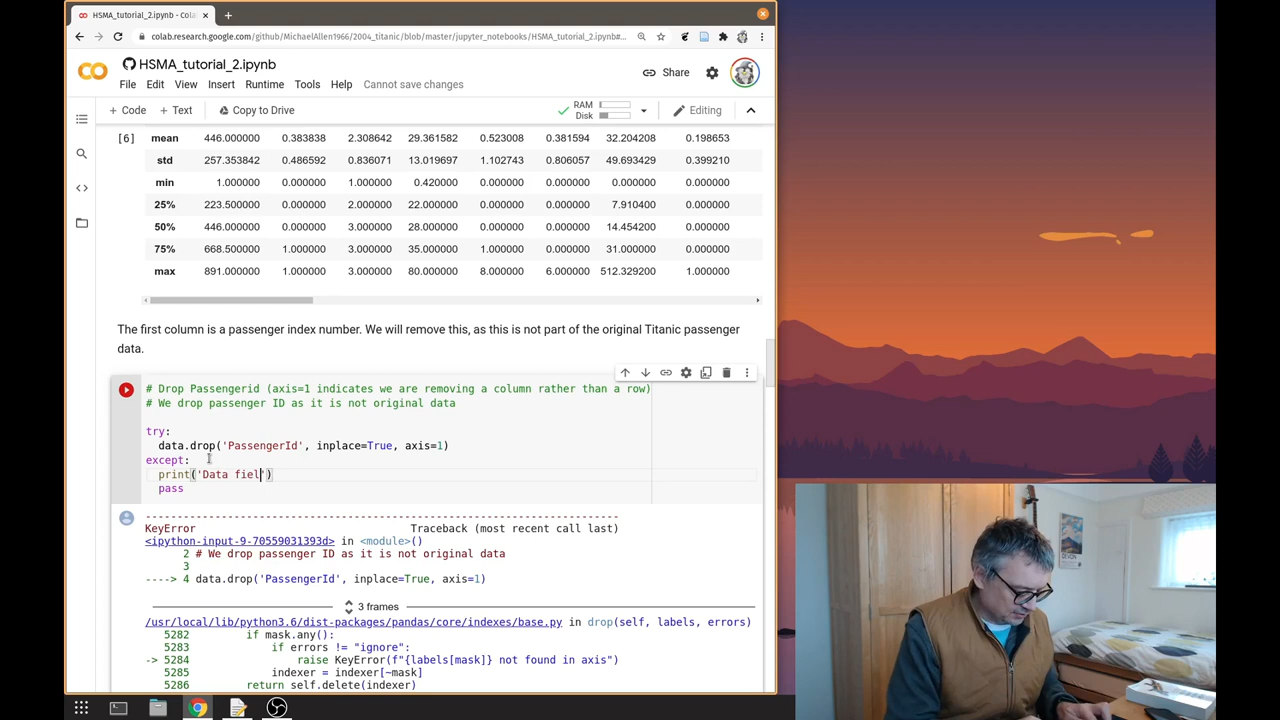 HSMA_tutorial_2.ipynb - Cola
colab.research.google.com/github/MichaelAllen1966/2004_titanic/blob/master/jupyter_notebooks/HSMA_tutorial_2.ipynb#...
HSMA_tutorial_2.ipynb
Share
File Edit View Insert Runtime Tools Help Cannot save changes
+ Code + Text Copy to Drive
RAM
Disk
Editing
[6] mean 446.000000 0.383838 2.308642 29.361582 0.523008 0.381594 32.204208 0.198653
std 257.353842 0.486592 0.836071 13.019697 1.102743 0.806057 49.693429 0.399210
min 1.000000 0.000000 1.000000 0.420000 0.000000 0.000000 0.000000 0.000000
25% 223.500000 0.000000 2.000000 22.000000 0.000000 0.000000 7.910400 0.000000
50% 446.000000 0.000000 3.000000 28.000000 0.000000 0.000000 14.454200 0.000000
75% 668.500000 1.000000 3.000000 35.000000 1.000000 0.000000 31.000000 0.000000
max 891.000000 1.000000 3.000000 80.000000 8.000000 6.000000 512.329200 1.000000
The first column is a passenger index number. We will remove this, as this is not part of the original Titanic passenger
data.
# Drop Passengerid (axis=1 indicates we are removing a column rather than a row)
# We drop passenger ID as it is not original data
try:
data.drop('PassengerId', inplace=True, axis=1)
except:
print('Data fiel')
pass
---------------------------------------------------------------------------
KeyError Traceback (most recent call last)
<ipython-input-9-70559031393d> in <module>()
2 # We drop passenger ID as it is not original data
3
----> 4 data.drop('PassengerId', inplace=True, axis=1)
3 frames
/usr/local/lib/python3.6/dist-packages/pandas/core/indexes/base.py in drop(self, labels, errors)
5282 if mask.any():
5283 if errors != "ignore":
-> 5284 raise KeyError(f"{labels[mask]} not found in axis")
5285 indexer = indexer[~mask]
5286 return self.delete(indexer)
DEVON